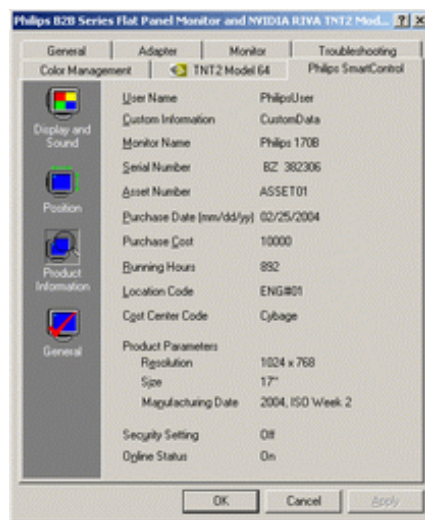 Philips B2B Series Flat Panel Monitor and NVIDIA RIVA TNT2 Mod...
General Adapter Monitor Troubleshooting
Color Management TNT2 Model 64 Philips SmartControl
Display and Sound
Position
Product Information
General
User Name PhilipsUser
Custom Information CustomData
Monitor Name Philips 170B
Serial Number BZ 382306
Asset Number ASSET01
Purchase Date (mm/dd/yy) 02/25/2004
Purchase Cost 10000
Running Hours 892
Location Code ENG#01
Cost Center Code Cybage
Product Parameters
Resolution 1024 x 768
Size 17"
Manufacturing Date 2004, ISO Week 2
Security Setting Off
Online Status On
OK Cancel Apply